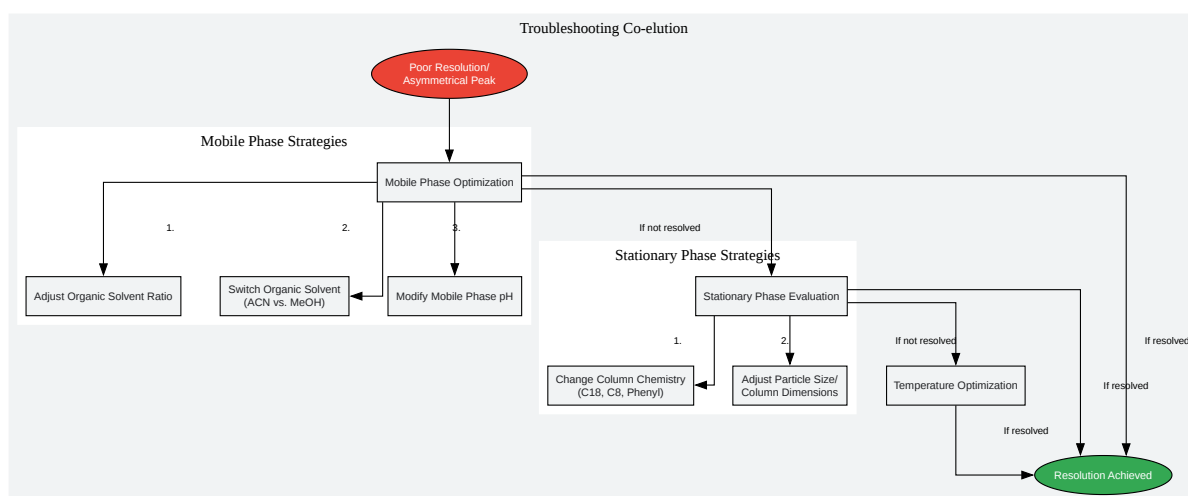 Troubleshooting Co-elution
Poor Resolution/
Asymmetrical Peak
Mobile Phase Strategies
Mobile Phase Optimization
1.
2.
3.
If not resolved
Adjust Organic Solvent Ratio
Switch Organic Solvent
(ACN vs. MeOH)
Modify Mobile Phase pH
Stationary Phase Strategies
Stationary Phase Evaluation
1.
2.
If not resolved
If resolved
Change Column Chemistry
(C18, C8, Phenyl)
Adjust Particle Size/
Column Dimensions
Temperature Optimization
If resolved
If resolved
Resolution Achieved